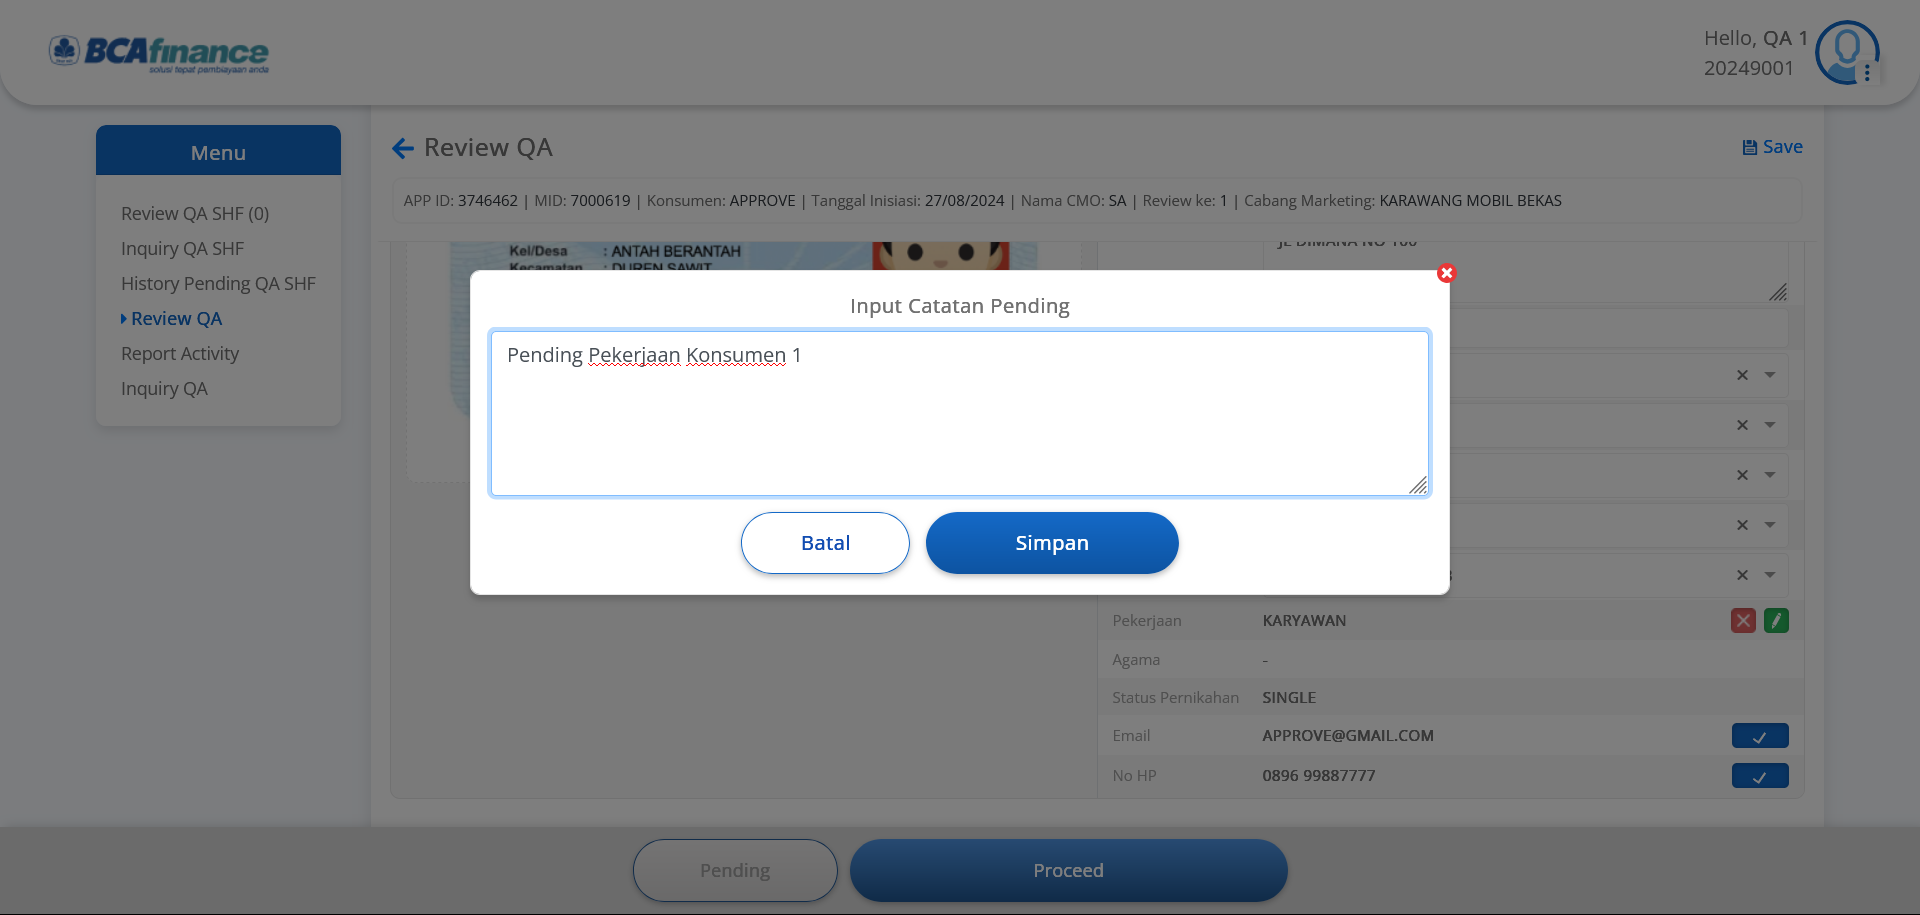 BCAfinance
solusi tepat pembiayaan anda
Hello, QA 1
20249001
Menu
Review QA SHF (0)
Inquiry QA SHF
History Pending QA SHF
Review QA
Report Activity
Inquiry QA
Review QA
Save
APP ID: 3746462 | MID: 7000619 | Konsumen: APPROVE | Tanggal Inisiasi: 27/08/2024 | Nama CMO: SA | Review ke: 1 | Cabang Marketing: KARAWANG MOBIL BEKAS
Kel/Desa : ANTAH BERANTAH
Kecamatan : DUREN SAWIT
JL DIMANA NO 100
Input Catatan Pending
Pending Pekerjaan Konsumen 1
Batal
Simpan
Pekerjaan KARYAWAN
Agama -
Status Pernikahan SINGLE
Email APPROVE@GMAIL.COM
No HP 0896 99887777
Pending
Proceed